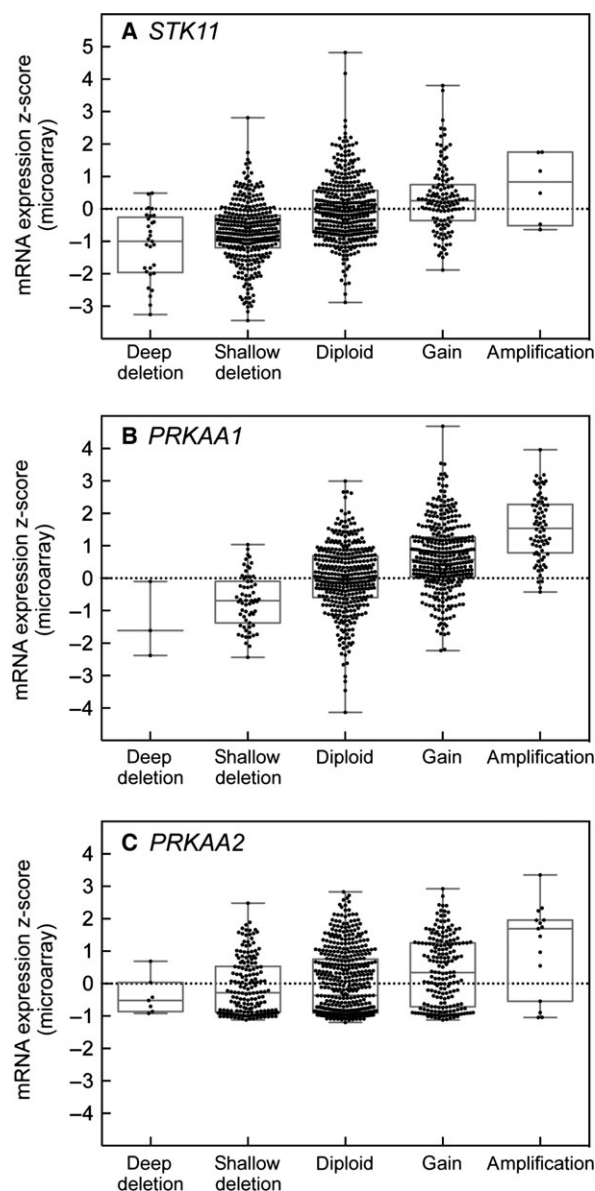 A STK11
mRNA expression z-score
(microarray)
5
4
3
2
1
0
–1
–2
–3
Deep
deletion
Shallow
deletion
Diploid
Gain
Amplification
B PRKAA1
mRNA expression z-score
(microarray)
4
3
2
1
0
–1
–2
–3
–4
Deep
deletion
Shallow
deletion
Diploid
Gain
Amplification
C PRKAA2
mRNA expression z-score
(microarray)
4
3
2
1
0
–1
–2
–3
–4
Deep
deletion
Shallow
deletion
Diploid
Gain
Amplification